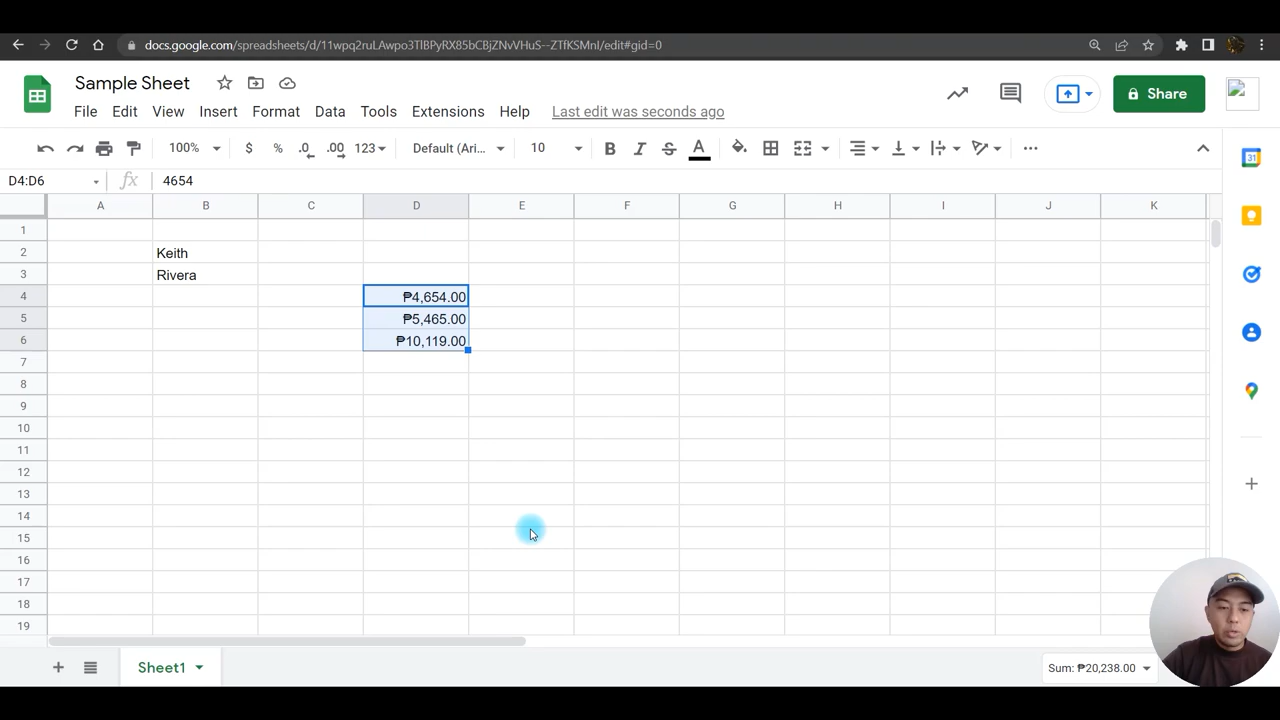 docs.google.com/spreadsheets/d/11wpq2ruLAwpo3TlBPyRX85bCBjZNvVHuS--ZTfKSMnI/edit#gid=0
Sample Sheet
File Edit View Insert Format Data Tools Extensions Help Last edit was seconds ago
Share
100% $ % .0 .00 123 Default (Ari... 10 B I S A
31
D4:D6 fx 4654
A B C D E F G H I J K
1
2 Keith
3 Rivera
4 ₱4,654.00
5 ₱5,465.00
6 ₱10,119.00
7
8
9
10
11
12
13
14
15
16
17
18
19
Sheet1
Sum: ₱20,238.00